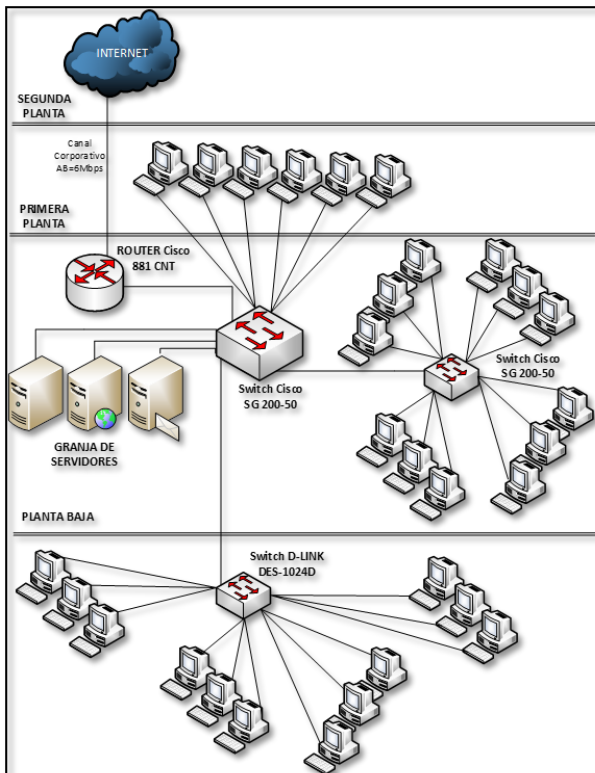 INTERNET
SEGUNDA
PLANTA
Canal
Corporativo
AB=6Mbps
PRIMERA
PLANTA
ROUTER Cisco
881 CNT
Switch Cisco
SG 200-50
Switch Cisco
SG 200-50
GRANJA DE
SERVIDORES
PLANTA BAJA
Switch D-LINK
DES-1024D